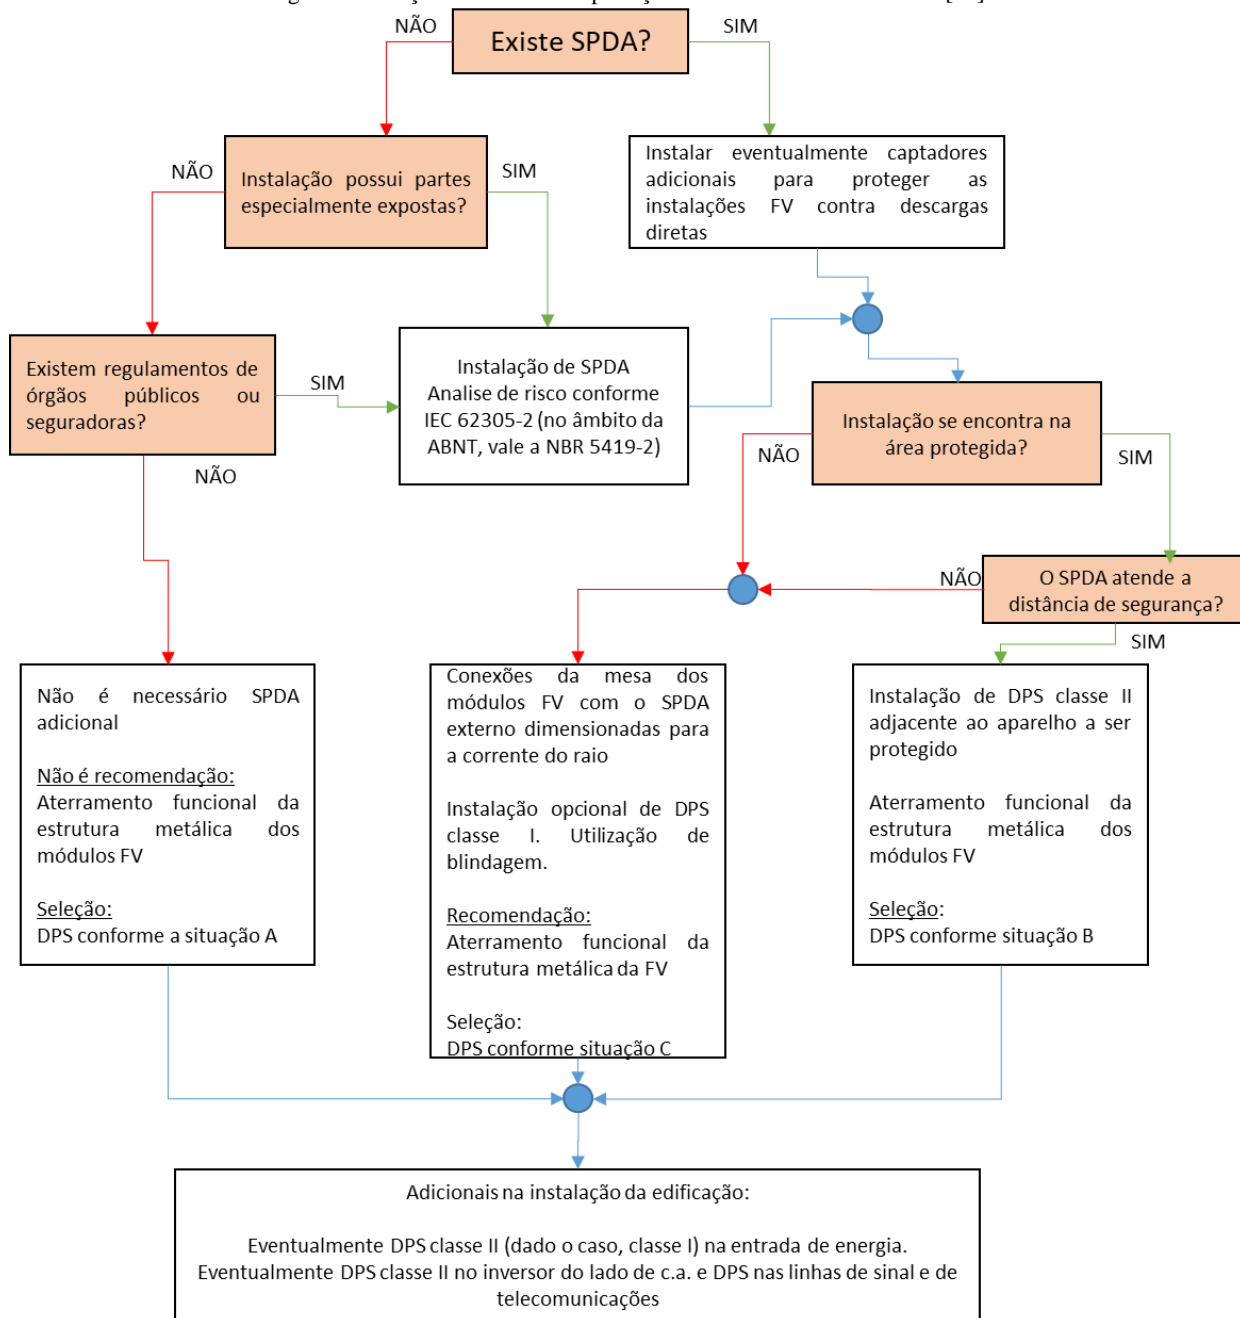 NÃO
Existe SPDA?
SIM
Instalação possui partes
especialmente expostas?
NÃO
SIM
Instalar eventualmente captadores
adicionais para proteger as
instalações FV contra descargas
diretas
Existem regulamentos de
órgãos públicos ou
seguradoras?
SIM
NÃO
Instalação de SPDA
Analise de risco conforme
IEC 62305-2 (no âmbito da
ABNT, vale a NBR 5419-2)
Instalação se encontra na
área protegida?
NÃO
SIM
O SPDA atende a
distância de segurança?
NÃO
SIM
Não é necessário SPDA
adicional
Não é recomendação:
Aterramento funcional da
estrutura metálica dos
módulos FV
Seleção:
DPS conforme a situação A
Conexões da mesa dos
módulos FV com o SPDA
externo dimensionadas para
a corrente do raio
Instalação opcional de DPS
classe I. Utilização de
blindagem.
Recomendação:
Aterramento funcional da
estrutura metálica da FV
Seleção:
DPS conforme situação C
Instalação de DPS classe II
adjacente ao aparelho a ser
protegido
Aterramento funcional da
estrutura metálica dos
módulos FV
Seleção:
DPS conforme situação B
Adicionais na instalação da edificação:
Eventualmente DPS classe II (dado o caso, classe I) na entrada de energia.
Eventualmente DPS classe II no inversor do lado de c.a. e DPS nas linhas de sinal e de
telecomunicações